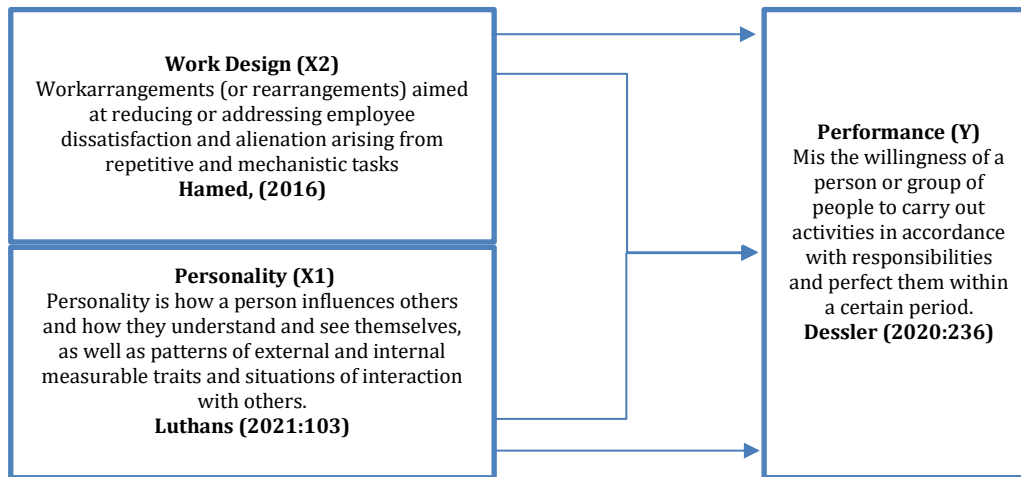 Work Design (X2)
Workarrangements (or rearrangements) aimed
at reducing or addressing employee
dissatisfaction and alienation arising from
repetitive and mechanistic tasks
Hamed, (2016)
Personality (X1)
Personality is how a person influences others
and how they understand and see themselves,
as well as patterns of external and internal
measurable traits and situations of interaction
with others.
Luthans (2021:103)
Performance (Y)
Mis the willingness of a
person or group of
people to carry out
activities in accordance
with responsibilities
and perfect them within
a certain period.
Dessler (2020:236)